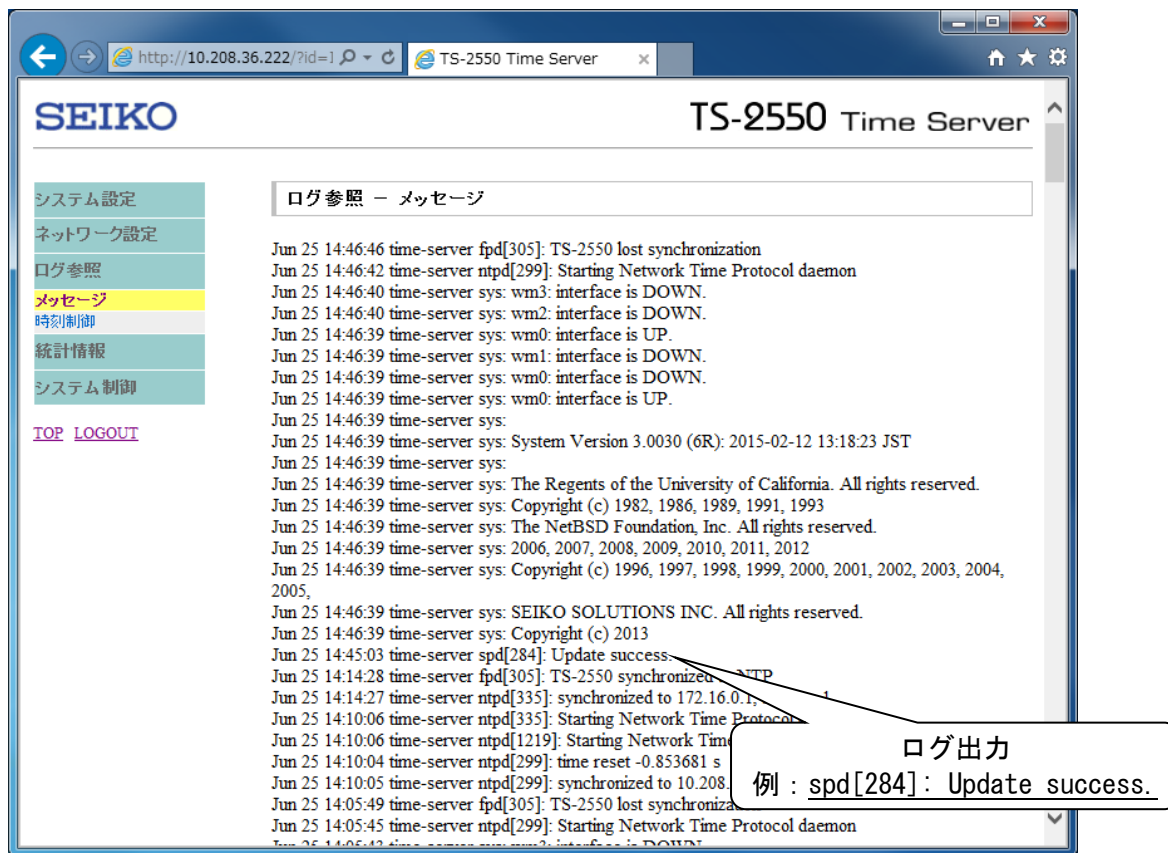 http://10.208.36.222/?id=1
TS-2550 Time Server
SEIKO
TS-2550 Time Server
システム設定
ネットワーク設定
ログ参照
メッセージ
時刻制御
統計情報
システム制御
TOP LOGOUT
ログ参照 － メッセージ
Jun 25 14:46:46 time-server fpd[305]: TS-2550 lost synchronization
Jun 25 14:46:42 time-server ntpd[299]: Starting Network Time Protocol daemon
Jun 25 14:46:40 time-server sys: wm3: interface is DOWN.
Jun 25 14:46:40 time-server sys: wm2: interface is DOWN.
Jun 25 14:46:39 time-server sys: wm0: interface is UP.
Jun 25 14:46:39 time-server sys: wm1: interface is DOWN.
Jun 25 14:46:39 time-server sys: wm0: interface is DOWN.
Jun 25 14:46:39 time-server sys: wm0: interface is UP.
Jun 25 14:46:39 time-server sys:
Jun 25 14:46:39 time-server sys: System Version 3.0030 (6R): 2015-02-12 13:18:23 JST
Jun 25 14:46:39 time-server sys:
Jun 25 14:46:39 time-server sys: The Regents of the University of California. All rights reserved.
Jun 25 14:46:39 time-server sys: Copyright (c) 1982, 1986, 1989, 1991, 1993
Jun 25 14:46:39 time-server sys: The NetBSD Foundation, Inc. All rights reserved.
Jun 25 14:46:39 time-server sys: 2006, 2007, 2008, 2009, 2010, 2011, 2012
Jun 25 14:46:39 time-server sys: Copyright (c) 1996, 1997, 1998, 1999, 2000, 2001, 2002, 2003, 2004,
2005,
Jun 25 14:46:39 time-server sys: SEIKO SOLUTIONS INC. All rights reserved.
Jun 25 14:46:39 time-server sys: Copyright (c) 2013
Jun 25 14:45:03 time-server spd[284]: Update success.
Jun 25 14:14:28 time-server fpd[305]: TS-2550 synchronized NTP
Jun 25 14:14:27 time-server ntpd[335]: synchronized to 172.16.0.1,
Jun 25 14:10:06 time-server ntpd[335]: Starting Network Time Protocol
Jun 25 14:10:06 time-server ntpd[1219]: Starting Network Time
Jun 25 14:10:04 time-server ntpd[299]: time reset -0.853681 s
Jun 25 14:10:05 time-server ntpd[299]: synchronized to 10.208.
Jun 25 14:05:49 time-server fpd[305]: TS-2550 lost synchronization
Jun 25 14:05:45 time-server ntpd[299]: Starting Network Time Protocol daemon
Jun 25 14:05:43 time-server sys: wm3: interface is DOWN.
ログ出力
例：spd[284]: Update success.